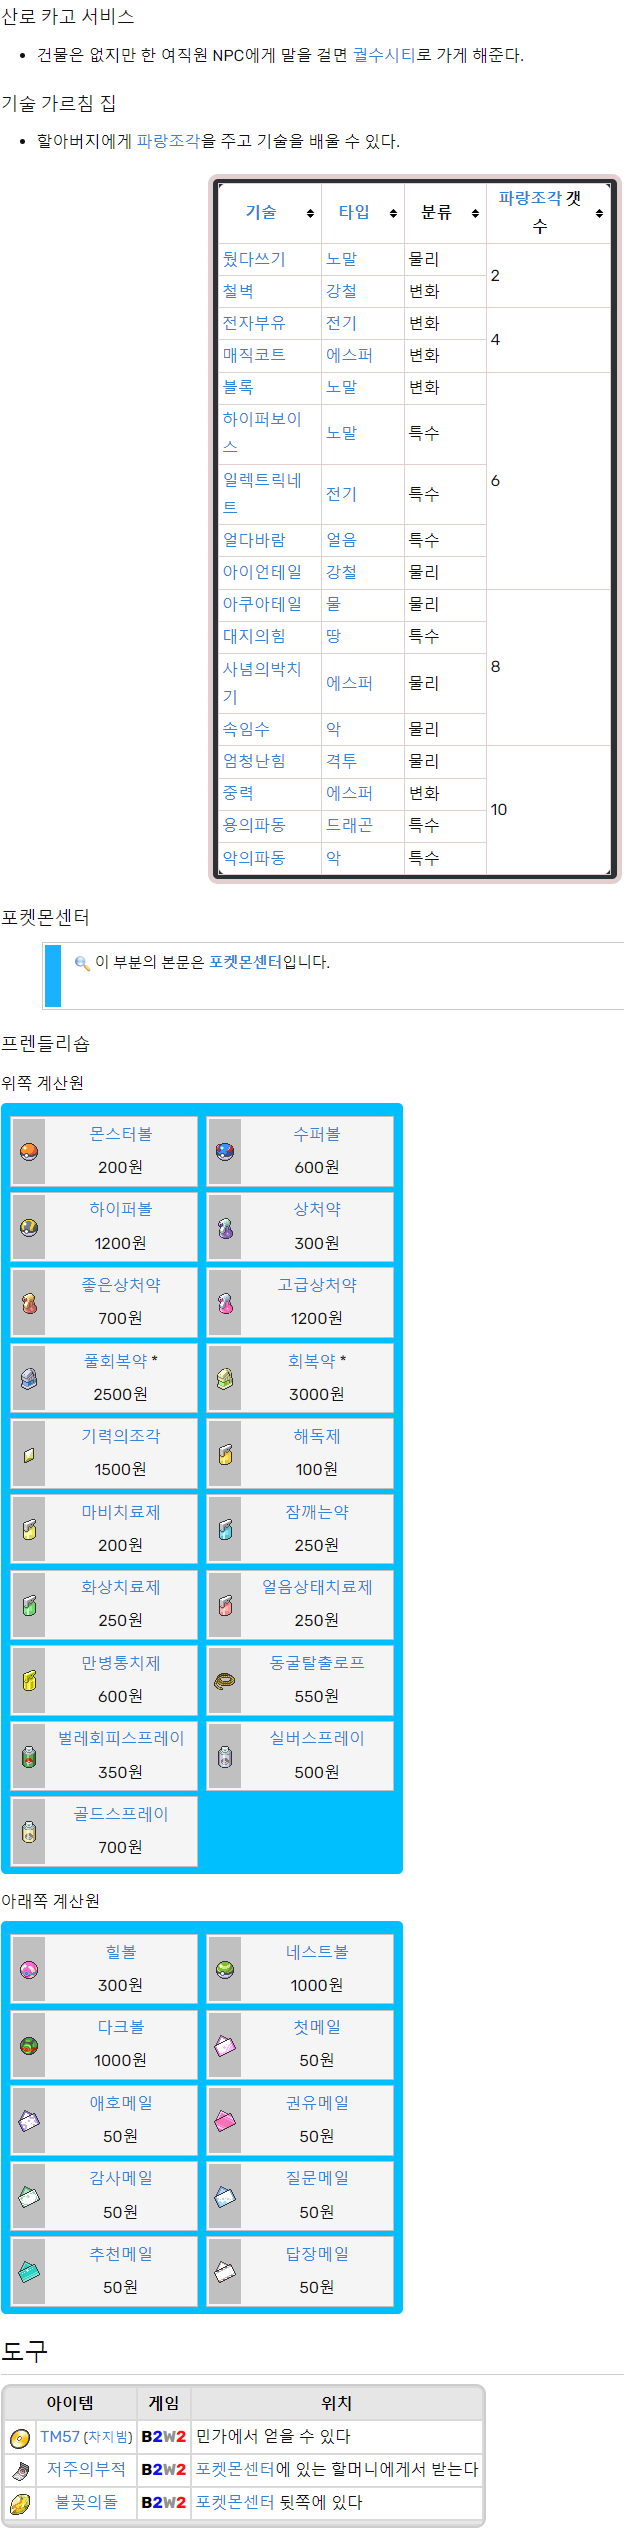 산로 카고 서비스
• 건물은 없지만 한 여직원 NPC에게 말을 걸면 궐수시티로 가게 해준다.
기술 가르침 집
• 할아버지에게 파랑조각을 주고 기술을 배울 수 있다.
기술 타입 분류 파랑조각 갯
수
뒀다쓰기 노말 물리 2
철벽 강철 변화
전자부유 전기 변화 4
매직코트 에스퍼 변화
블록 노말 변화 6
하이퍼보이
스 노말 특수
일렉트릭네
트 전기 특수
얼다바람 얼음 특수
아이언테일 강철 물리
아쿠아테일 물 물리 8
대지의힘 땅 특수
사념의박치
기 에스퍼 물리
속임수 악 물리
엄청난힘 격투 물리 10
중력 에스퍼 변화
용의파동 드래곤 특수
악의파동 악 특수
포켓몬센터
이 부분의 본문은 포켓몬센터입니다.
프렌들리숍
위쪽 계산원
몬스터볼 수퍼볼
200원 600원
하이퍼볼 상처약
1200원 300원
좋은상처약 고급상처약
700원 1200원
풀회복약 * 회복약 *
2500원 3000원
기력의조각 해독제
1500원 100원
마비치료제 잠깨는약
200원 250원
화상치료제 얼음상태치료제
250원 250원
만병통치제 동굴탈출로프
600원 550원
벌레회피스프레이 실버스프레이
350원 500원
골드스프레이
700원
아래쪽 계산원
힐볼 네스트볼
300원 1000원
다크볼 첫메일
1000원 50원
애호메일 권유메일
50원 50원
감사메일 질문메일
50원 50원
추천메일 답장메일
50원 50원
도구
아이템 게임 위치
TM57 (차지빔) B2W2 민가에서 얻을 수 있다
저주의부적 B2W2 포켓몬센터에 있는 할머니에게서 받는다
불꽃의돌 B2W2 포켓몬센터 뒷쪽에 있다